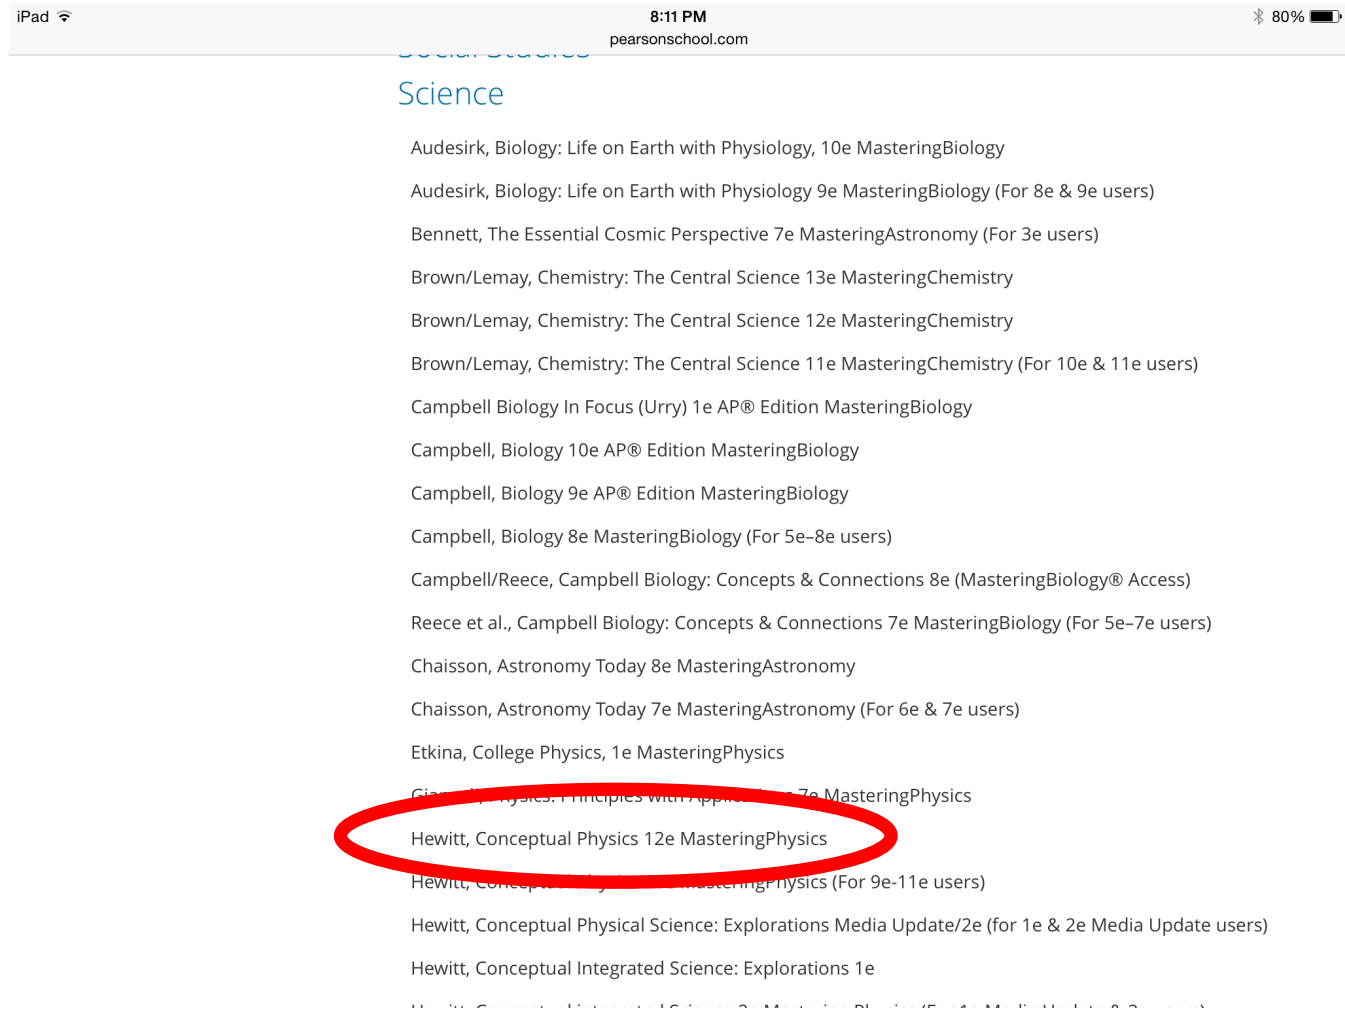 iPad
8:11 PM
80%
pearsonschool.com
Social Studies
Science
Audesirk, Biology: Life on Earth with Physiology, 10e MasteringBiology
Audesirk, Biology: Life on Earth with Physiology 9e MasteringBiology (For 8e & 9e users)
Bennett, The Essential Cosmic Perspective 7e MasteringAstronomy (For 3e users)
Brown/Lemay, Chemistry: The Central Science 13e MasteringChemistry
Brown/Lemay, Chemistry: The Central Science 12e MasteringChemistry
Brown/Lemay, Chemistry: The Central Science 11e MasteringChemistry (For 10e & 11e users)
Campbell Biology In Focus (Urry) 1e AP® Edition MasteringBiology
Campbell, Biology 10e AP® Edition MasteringBiology
Campbell, Biology 9e AP® Edition MasteringBiology
Campbell, Biology 8e MasteringBiology (For 5e–8e users)
Campbell/Reece, Campbell Biology: Concepts & Connections 8e (MasteringBiology® Access)
Reece et al., Campbell Biology: Concepts & Connections 7e MasteringBiology (For 5e–7e users)
Chaisson, Astronomy Today 8e MasteringAstronomy
Chaisson, Astronomy Today 7e MasteringAstronomy (For 6e & 7e users)
Etkina, College Physics, 1e MasteringPhysics
Physics: Principles with Applications 7e MasteringPhysics
Hewitt, Conceptual Physics 12e MasteringPhysics
Hewitt, Conceptual MasteringPhysics (For 9e-11e users)
Hewitt, Conceptual Physical Science: Explorations Media Update/2e (for 1e & 2e Media Update users)
Hewitt, Conceptual Integrated Science: Explorations 1e